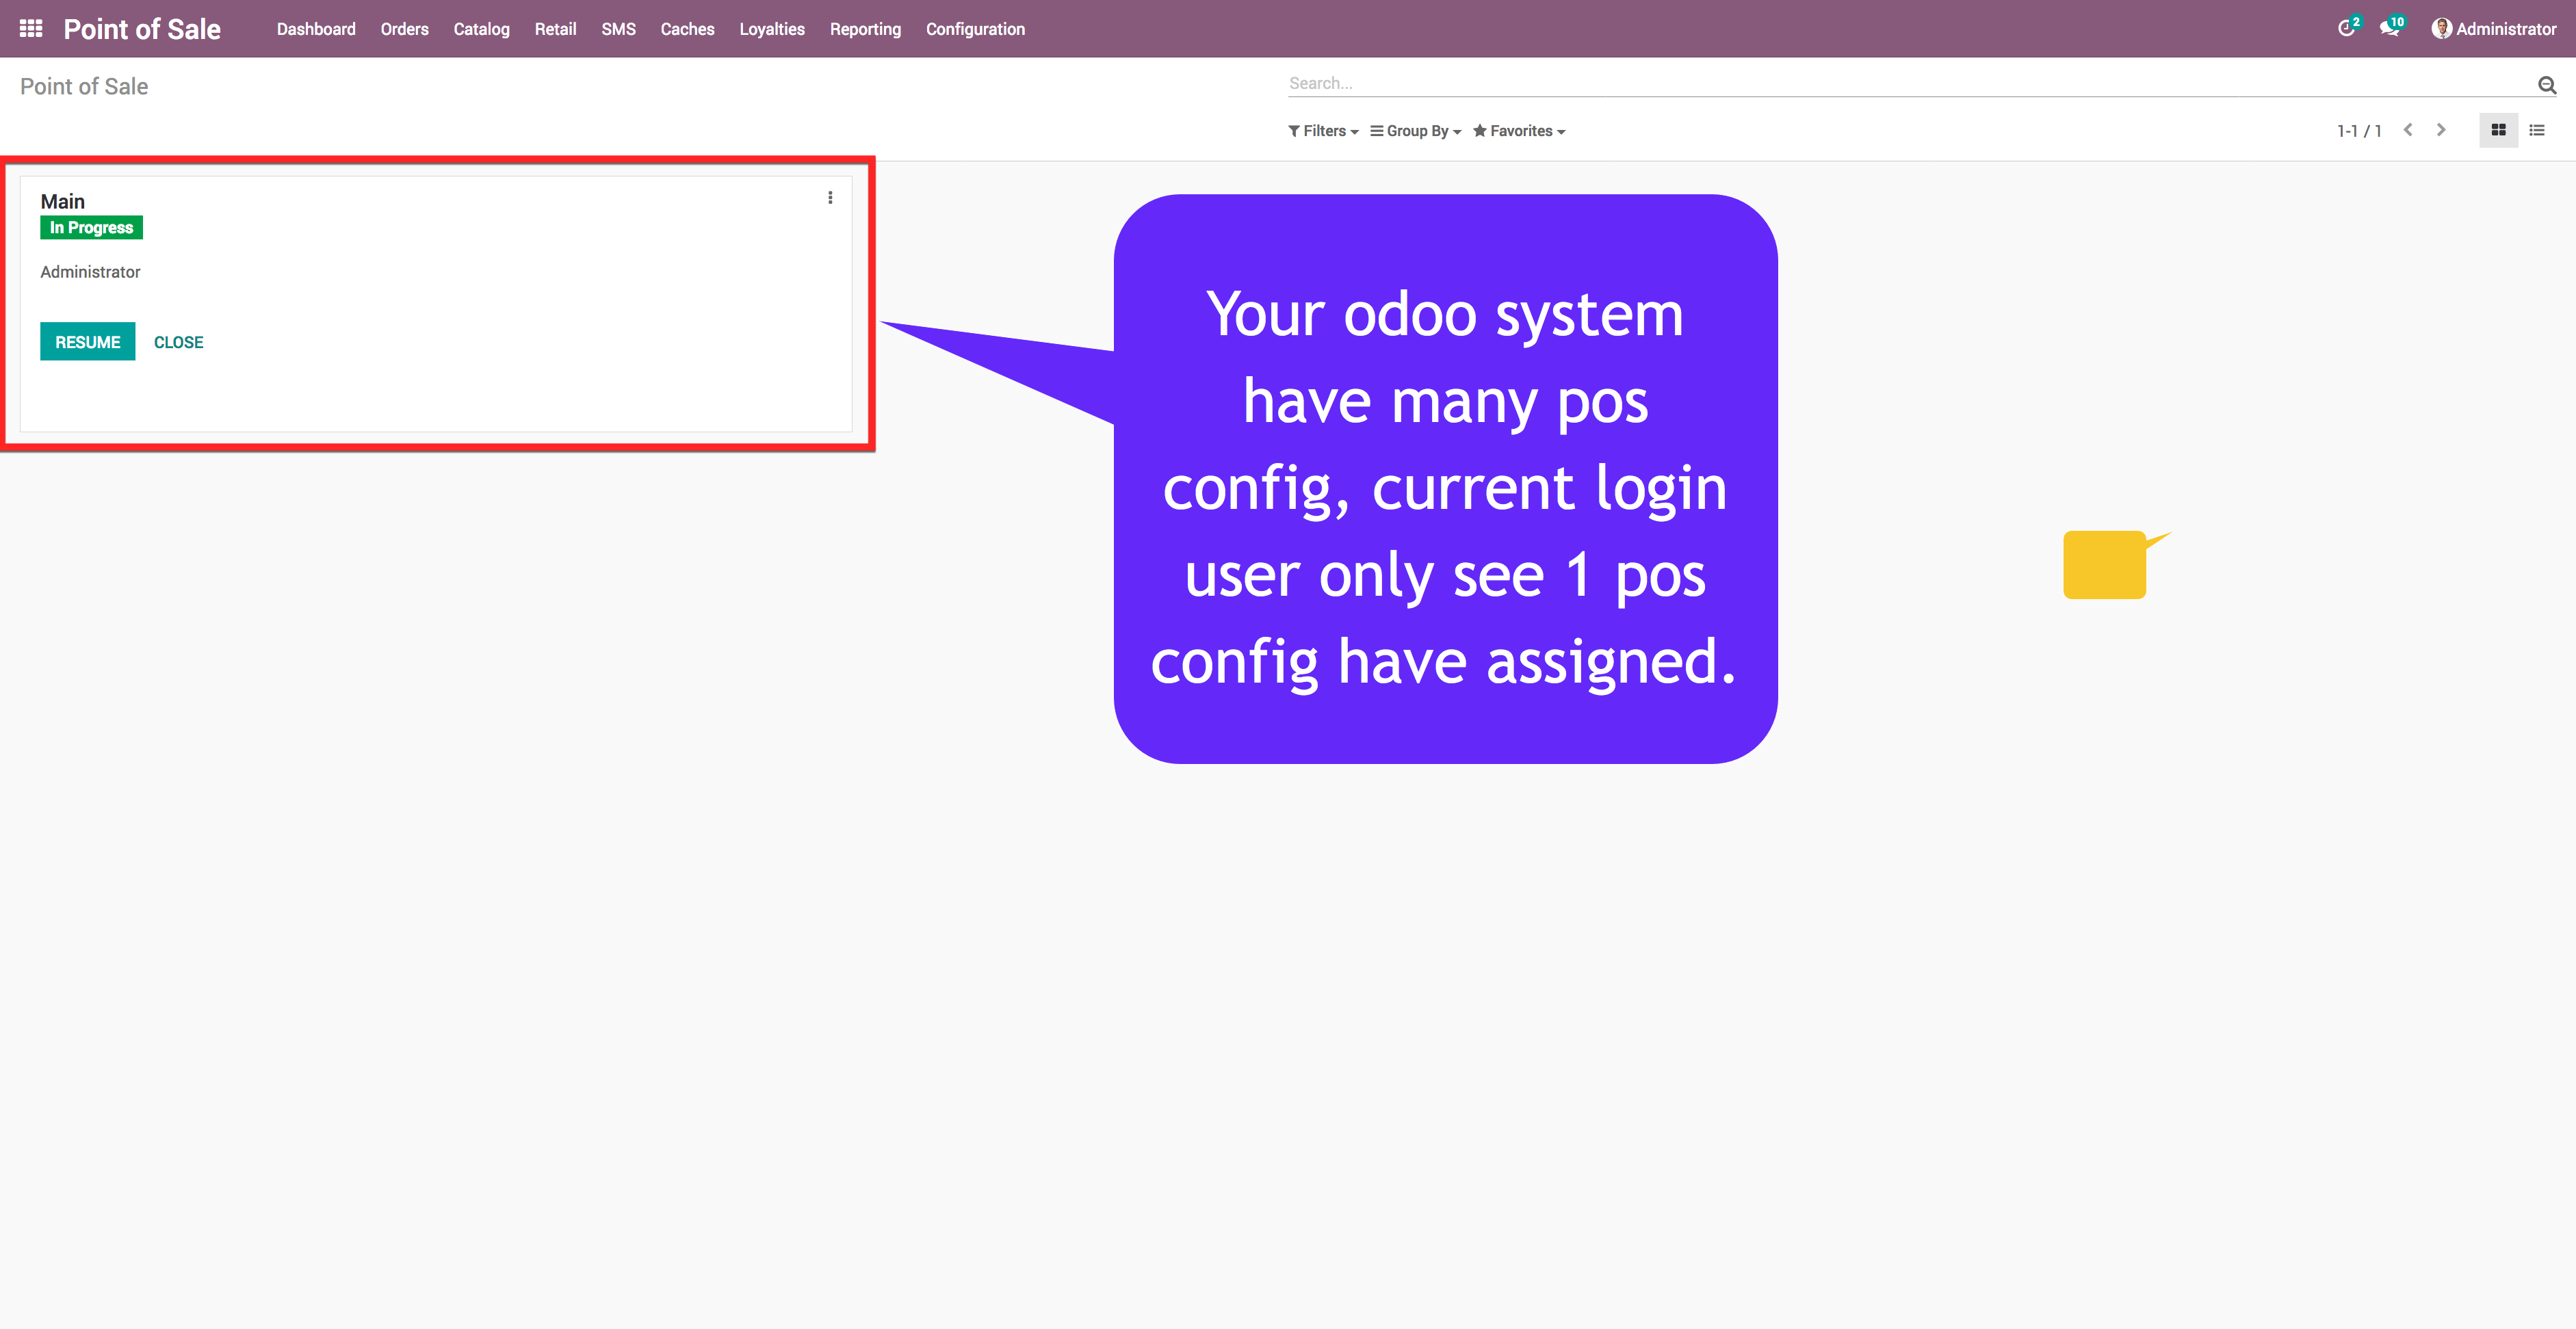 Point of Sale Dashboard Orders Catalog Retail SMS Caches Loyalties Reporting Configuration 2 10 Administrator
Point of Sale
Search...
Filters Group By Favorites 1-1 / 1
Main
In Progress
Administrator
RESUME CLOSE
Your odoo system
have many pos
config, current login
user only see 1 pos
config have assigned.